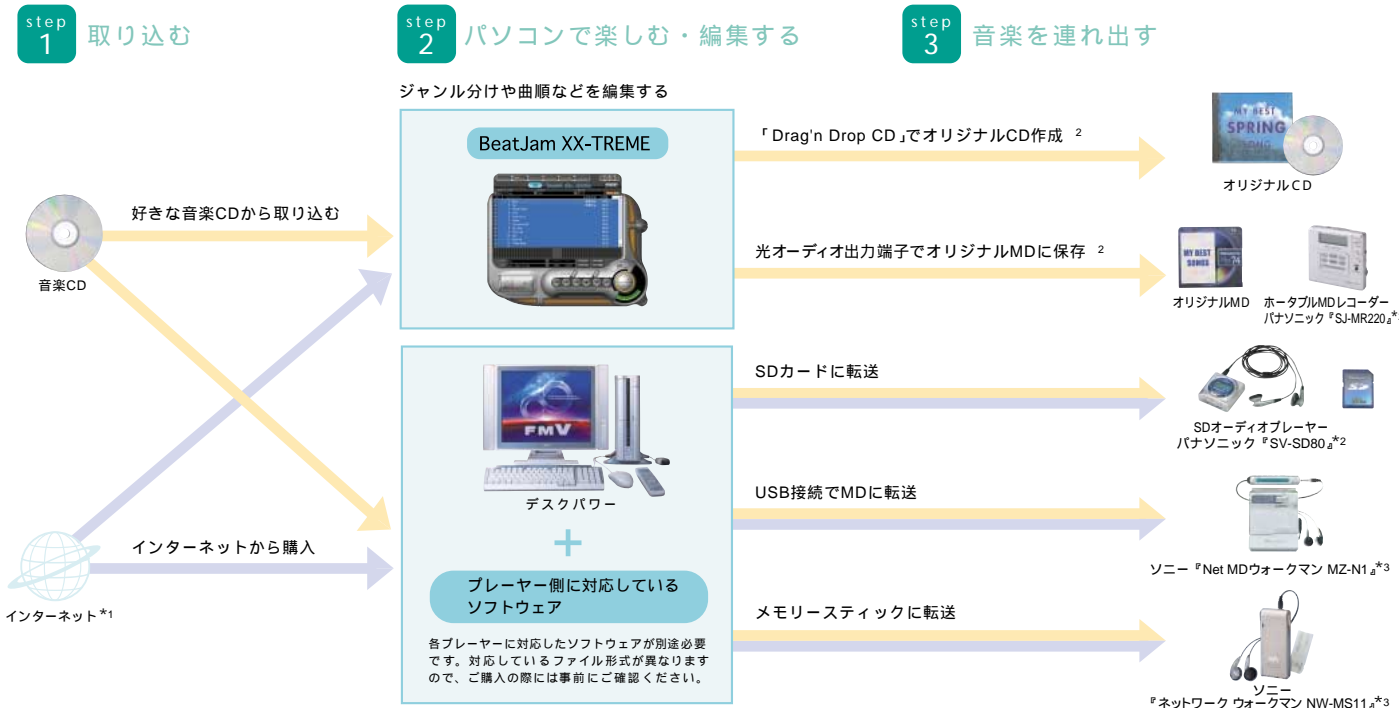 step
1
取り込む
step
2
パソコンで楽しむ・編集する
step
3
音楽を連れ出す
ジャンル分けや曲順などを編集する
BeatJam XX-TREME
好きな音楽CDから取り込む
音楽CD
インターネットから購入
インターネット*1
FMV
デスクパワー
+
プレーヤー側に対応している
ソフトウェア
各プレーヤーに対応したソフトウェアが別途必要
です。対応しているファイル形式が異なります
ので、ご購入の際には事前にご確認ください。
「Drag'n Drop CD」でオリジナルCD作成 2
MY BEST
SPRING
SONG
オリジナルCD
光オーディオ出力端子でオリジナルMDに保存 2
MY BEST
SONGS
74
オリジナルMD
ホータブルMDレコーダー
パナソニック『SJ-MR220』*
SDカードに転送
SD
SDオーディオプレーヤー
パナソニック『SV-SD80』*2
USB接続でMDに転送
ソニー『Net MDウォークマン MZ-N1』*3
メモリースティックに転送
ソニー
『ネットワーク ウォークマン NW-MS11』*3